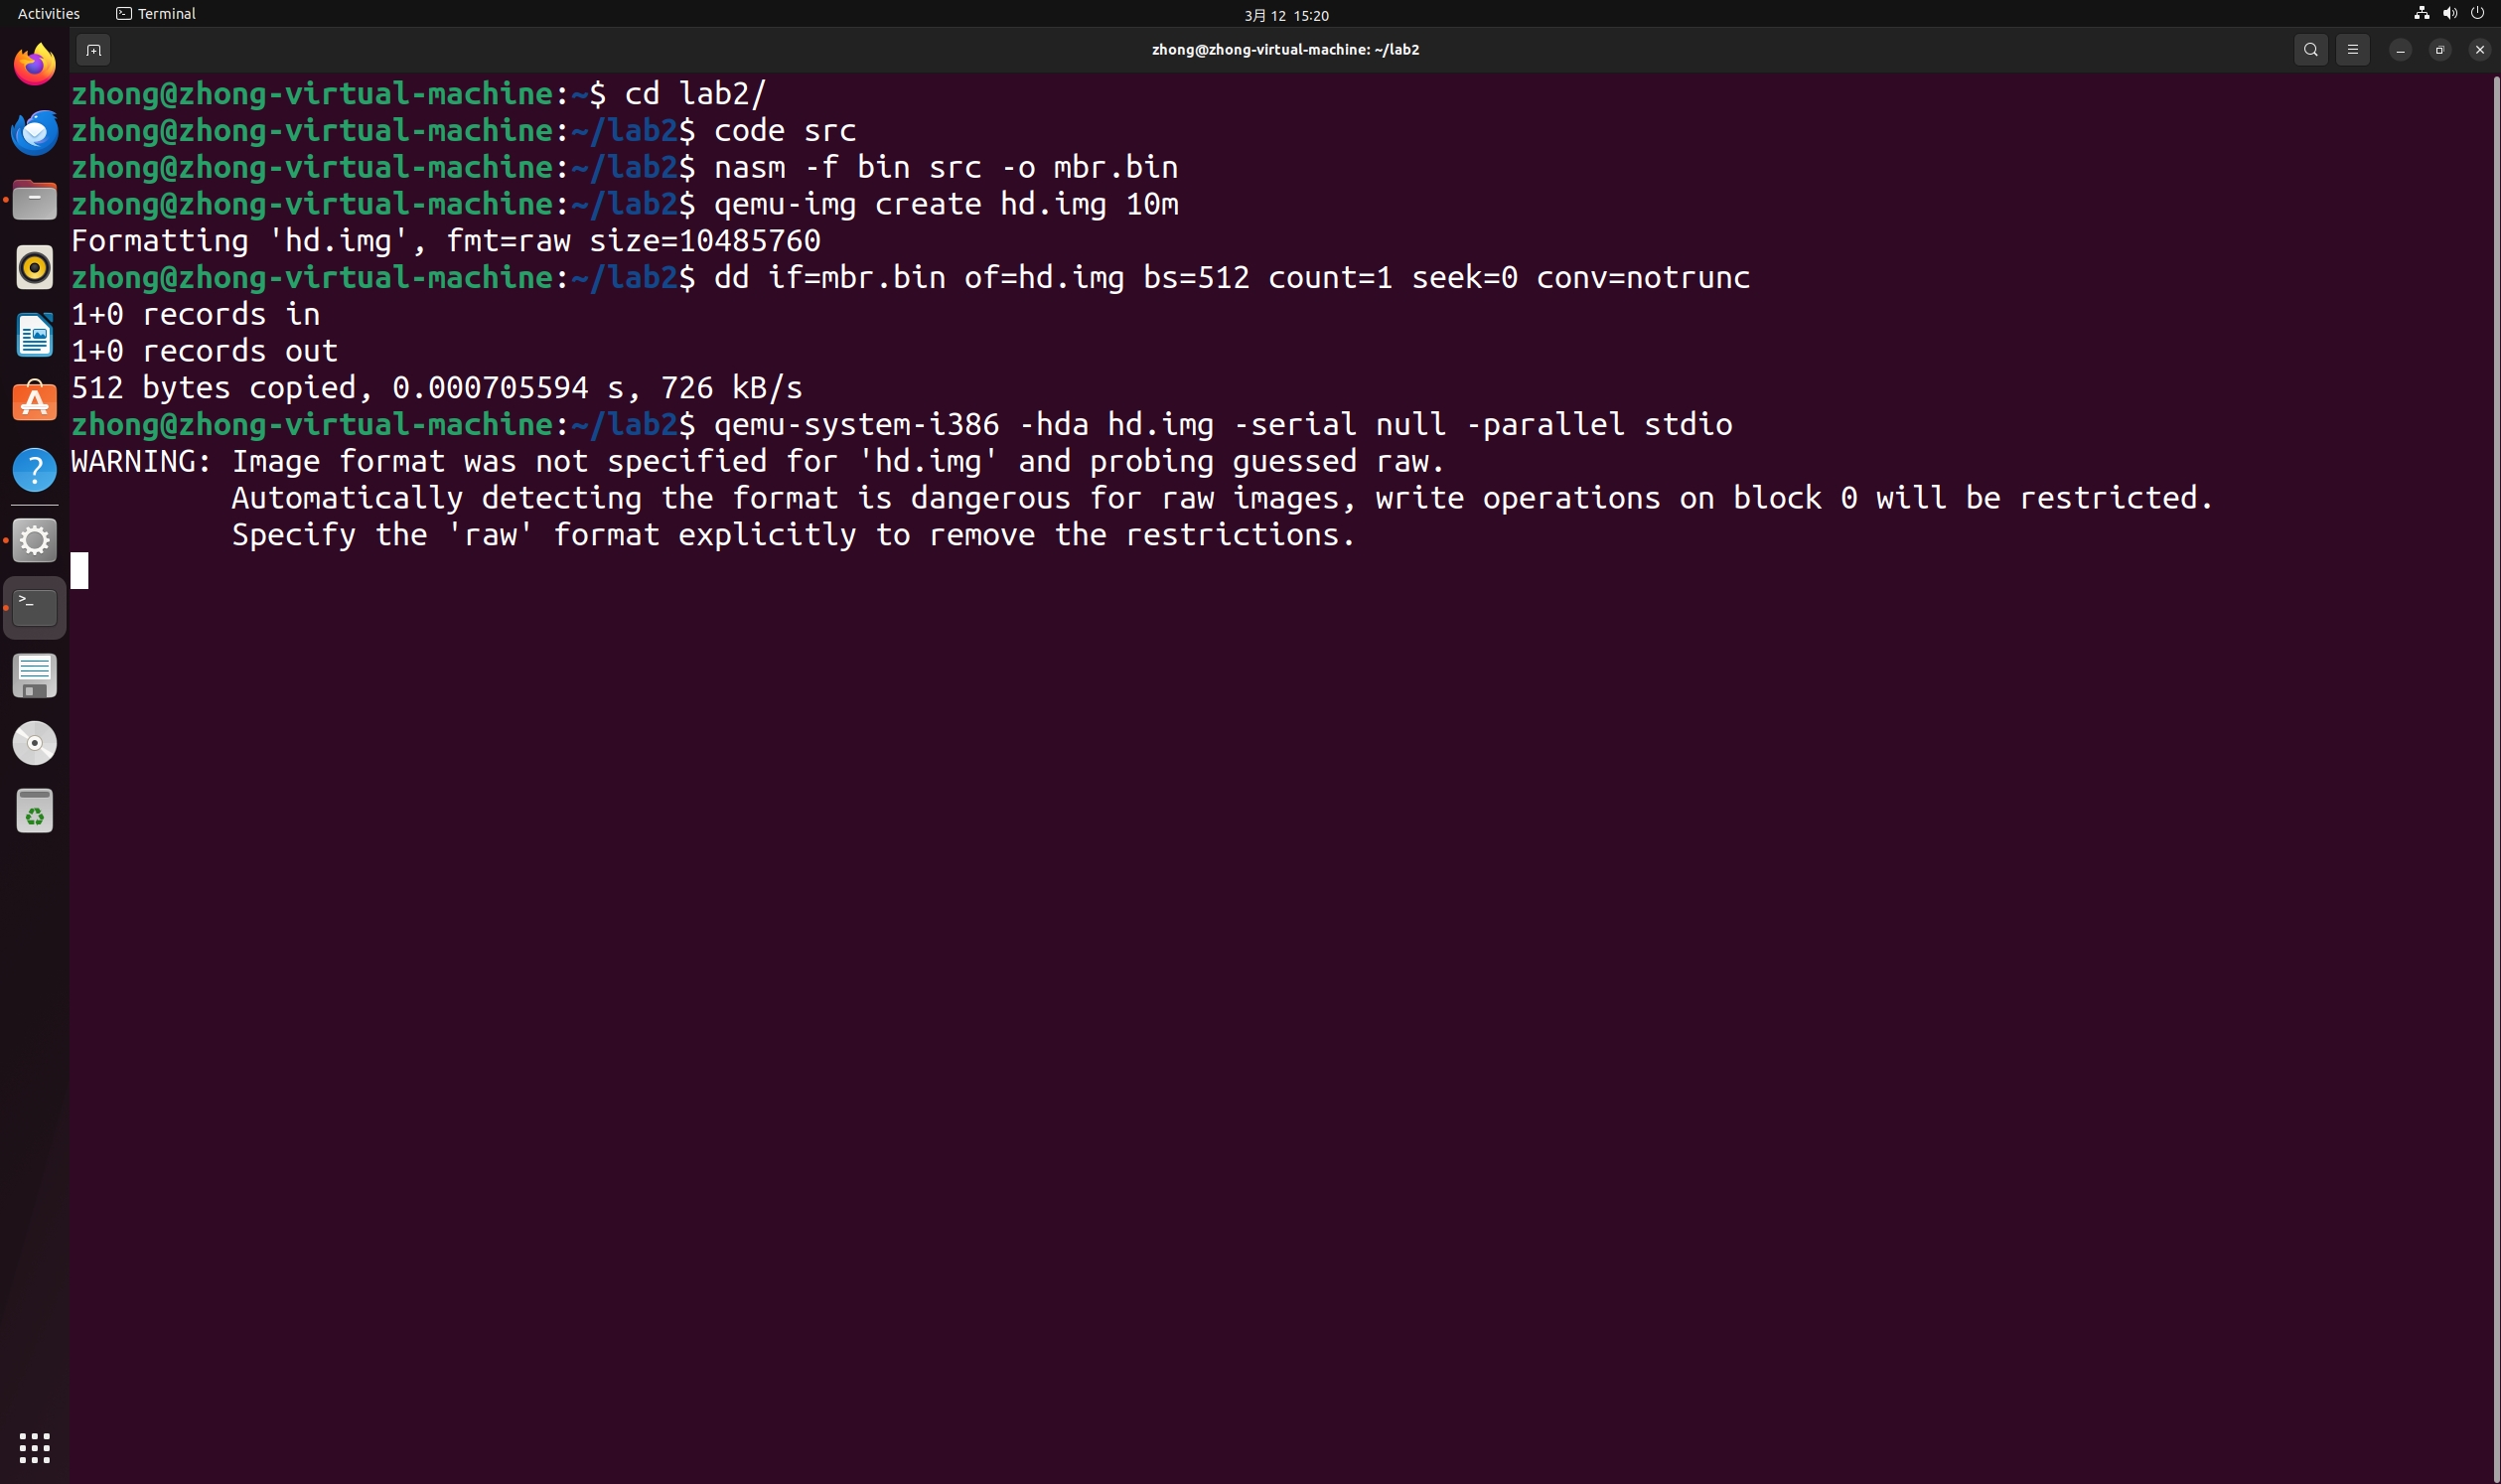 Activities Terminal 3月 12 15:20
zhong@zhong-virtual-machine: ~/lab2
zhong@zhong-virtual-machine:~$ cd lab2/
zhong@zhong-virtual-machine:~/lab2$ code src
zhong@zhong-virtual-machine:~/lab2$ nasm -f bin src -o mbr.bin
zhong@zhong-virtual-machine:~/lab2$ qemu-img create hd.img 10m
Formatting 'hd.img', fmt=raw size=10485760
zhong@zhong-virtual-machine:~/lab2$ dd if=mbr.bin of=hd.img bs=512 count=1 seek=0 conv=notrunc
1+0 records in
1+0 records out
512 bytes copied, 0.000705594 s, 726 kB/s
zhong@zhong-virtual-machine:~/lab2$ qemu-system-i386 -hda hd.img -serial null -parallel stdio
WARNING: Image format was not specified for 'hd.img' and probing guessed raw.
Automatically detecting the format is dangerous for raw images, write operations on block 0 will be restricted.
Specify the 'raw' format explicitly to remove the restrictions.